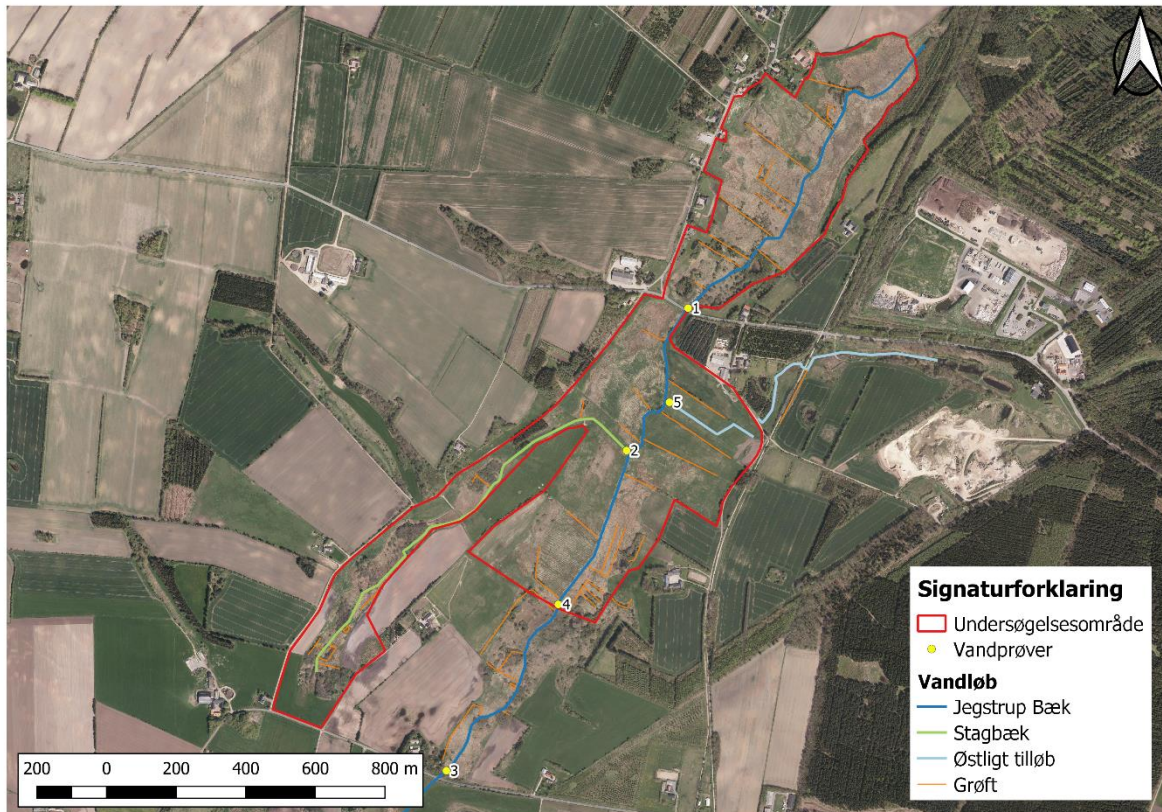 1
5
2
4
3
Signaturforklaring
Undersøgelsesområde
Vandprøver
Vandløb
Jegstrup Bæk
Stagbæk
Østligt tilløb
Grøft
200 0 200 400 600 800 m